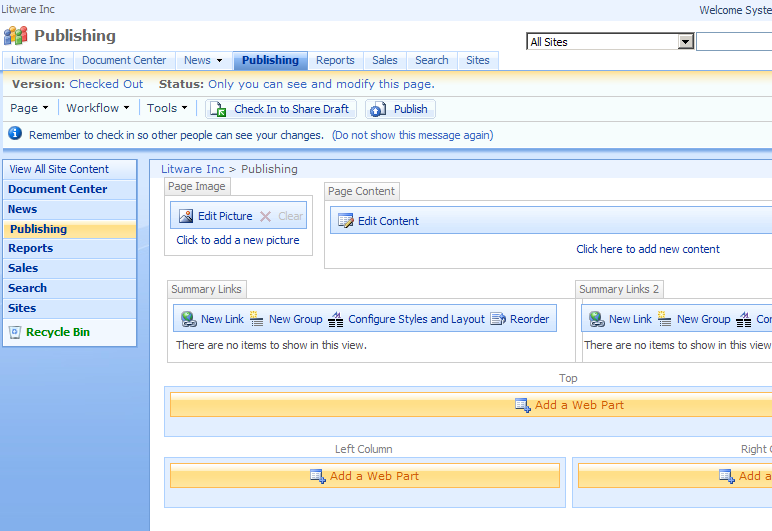 Litware Inc
Welcome Syste
Publishing
All Sites
Litware Inc Document Center News Publishing Reports Sales Search Sites
Version: Checked Out Status: Only you can see and modify this page.
Page Workflow Tools Check In to Share Draft Publish
Remember to check in so other people can see your changes. (Do not show this message again)
View All Site Content
Document Center
News
Publishing
Reports
Sales
Search
Sites
Recycle Bin
Litware Inc > Publishing
Page Image
Edit Picture Clear
Click to add a new picture
Page Content
Edit Content
Click here to add new content
Summary Links
New Link New Group Configure Styles and Layout Reorder
There are no items to show in this view.
Summary Links 2
New Link New Group Con
There are no items to show in this view
Top
Add a Web Part
Left Column
Add a Web Part
Right C
Add a